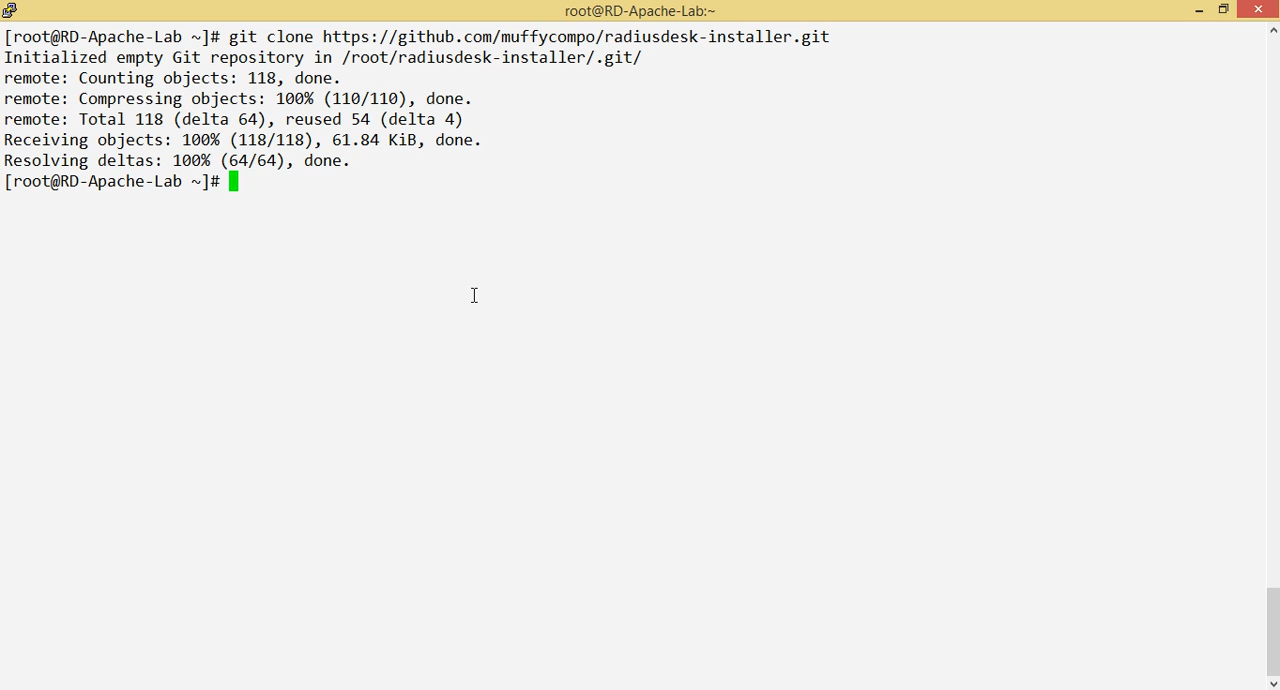 root@RD-Apache-Lab:~
[root@RD-Apache-Lab ~]# git clone https://github.com/muffycompo/radiusdesk-installer.git
Initialized empty Git repository in /root/radiusdesk-installer/.git/
remote: Counting objects: 118, done.
remote: Compressing objects: 100% (110/110), done.
remote: Total 118 (delta 64), reused 54 (delta 4)
Receiving objects: 100% (118/118), 61.84 KiB, done.
Resolving deltas: 100% (64/64), done.
[root@RD-Apache-Lab ~]#